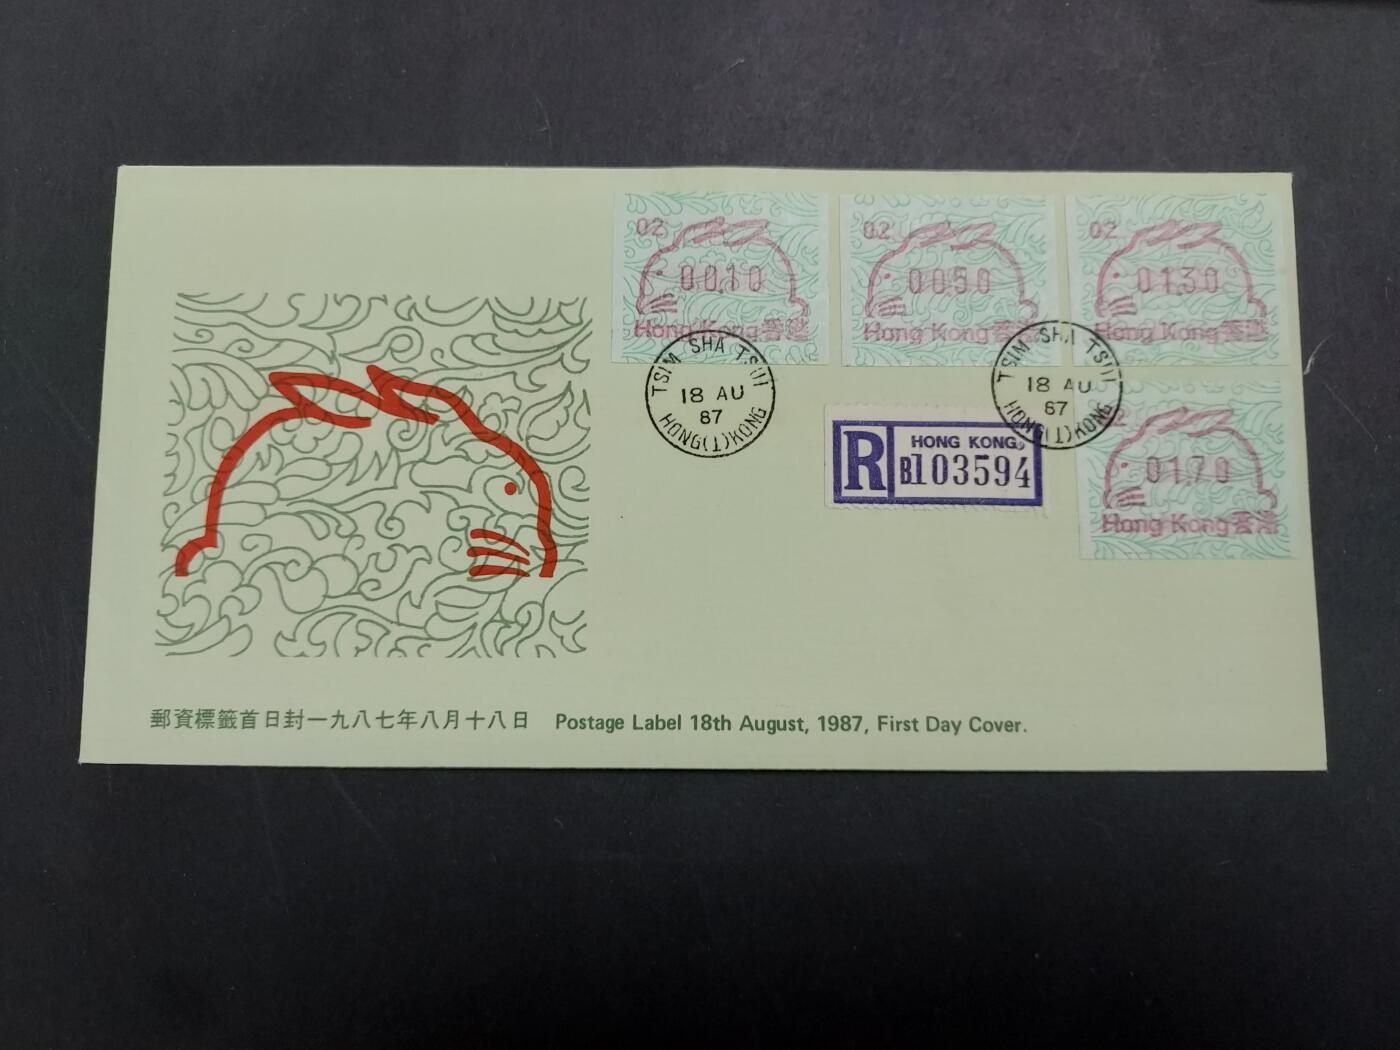 02
0010
Hong Kong香港
02
0050
Hong Kong香港
02
0130
Hong Kong香港
TSIM SHA TSUI
18 AU
87
HONG(T)KONG
TSIM SHA TSUI
18 AU
87
HONG(T)KONG
R
HONG KONG
B103594
2
0170
Hong Kong香港
郵資標籤首日封一九八七年八月十八日 Postage Label 18th August, 1987, First Day Cover.